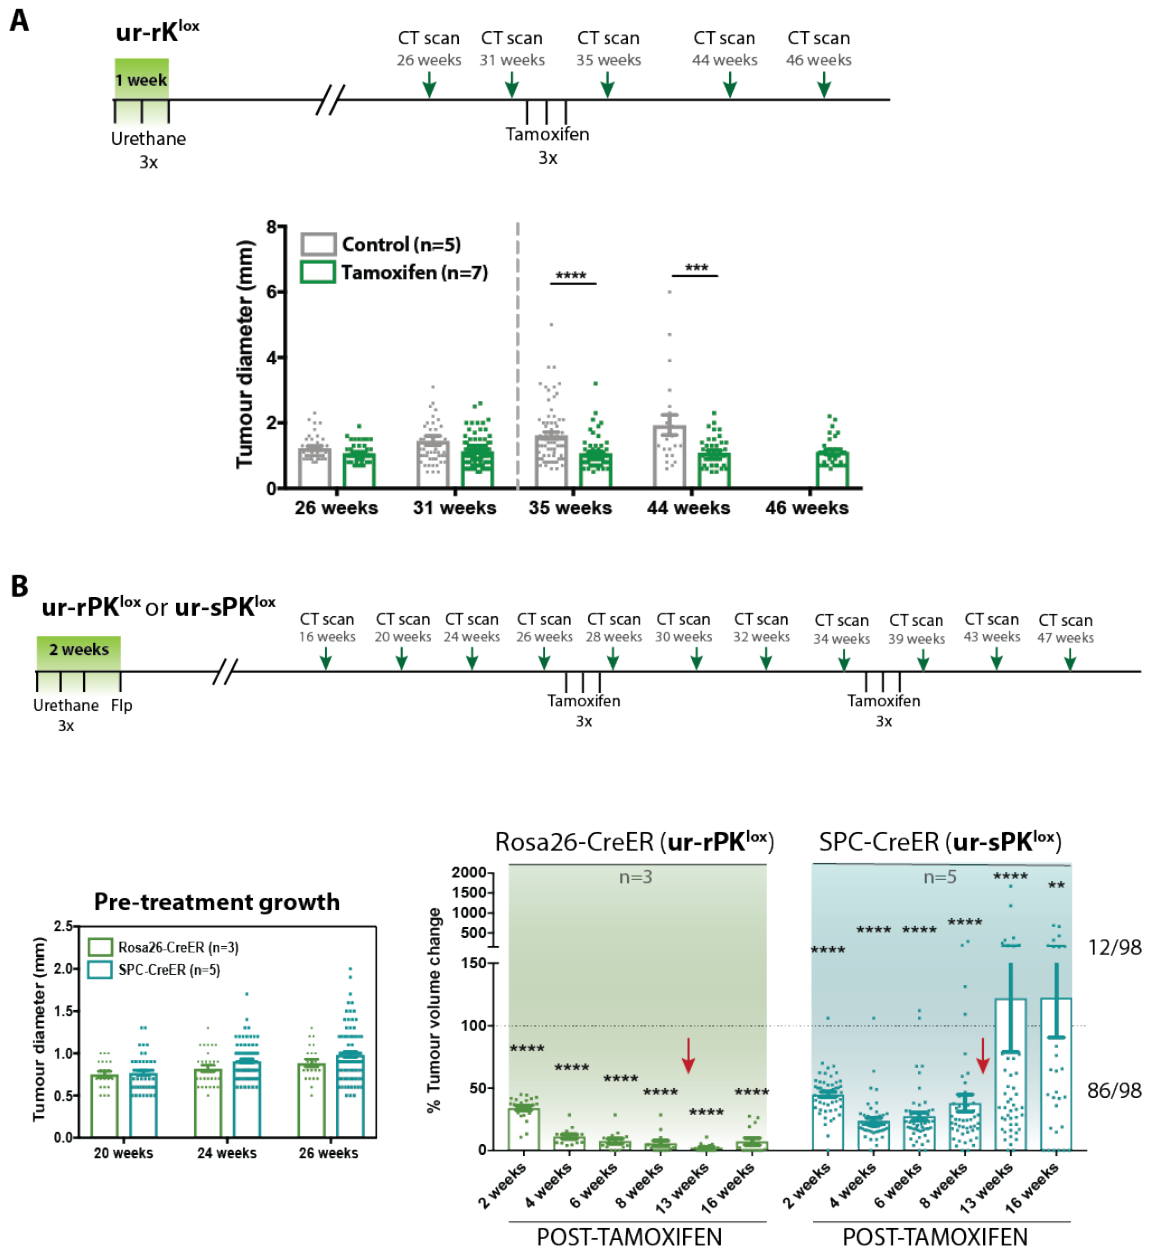 A
ur-rKlox
1 week
Urethane
3x
CT scan
26 weeks
CT scan
31 weeks
CT scan
35 weeks
CT scan
44 weeks
CT scan
46 weeks
Tamoxifen
3x
Tumour diameter (mm)
8
6
4
2
0
Control (n=5)
Tamoxifen (n=7)
****
***
26 weeks
31 weeks
35 weeks
44 weeks
46 weeks
B
ur-rPKlox or ur-sPKlox
2 weeks
Urethane
3x
Flp
CT scan
16 weeks
CT scan
20 weeks
CT scan
24 weeks
CT scan
26 weeks
CT scan
28 weeks
CT scan
30 weeks
CT scan
32 weeks
CT scan
34 weeks
CT scan
39 weeks
CT scan
43 weeks
CT scan
47 weeks
Tamoxifen
3x
Tamoxifen
3x
Pre-treatment growth
Tumour diameter (mm)
2.5
2.0
1.5
1.0
0.5
0.0
Rosa26-CreER (n=3)
SPC-CreER (n=5)
20 weeks
24 weeks
26 weeks
Rosa26-CreER (ur-rPKlox)
n=3
% Tumour volume change
2000
1500
1000
500
150
100
50
0
****
****
****
****
****
****
2 weeks
4 weeks
6 weeks
8 weeks
13 weeks
16 weeks
POST-TAMOXIFEN
SPC-CreER (ur-sPKlox)
n=5
****
****
****
****
****
**
12/98
86/98
2 weeks
4 weeks
6 weeks
8 weeks
13 weeks
16 weeks
POST-TAMOXIFEN